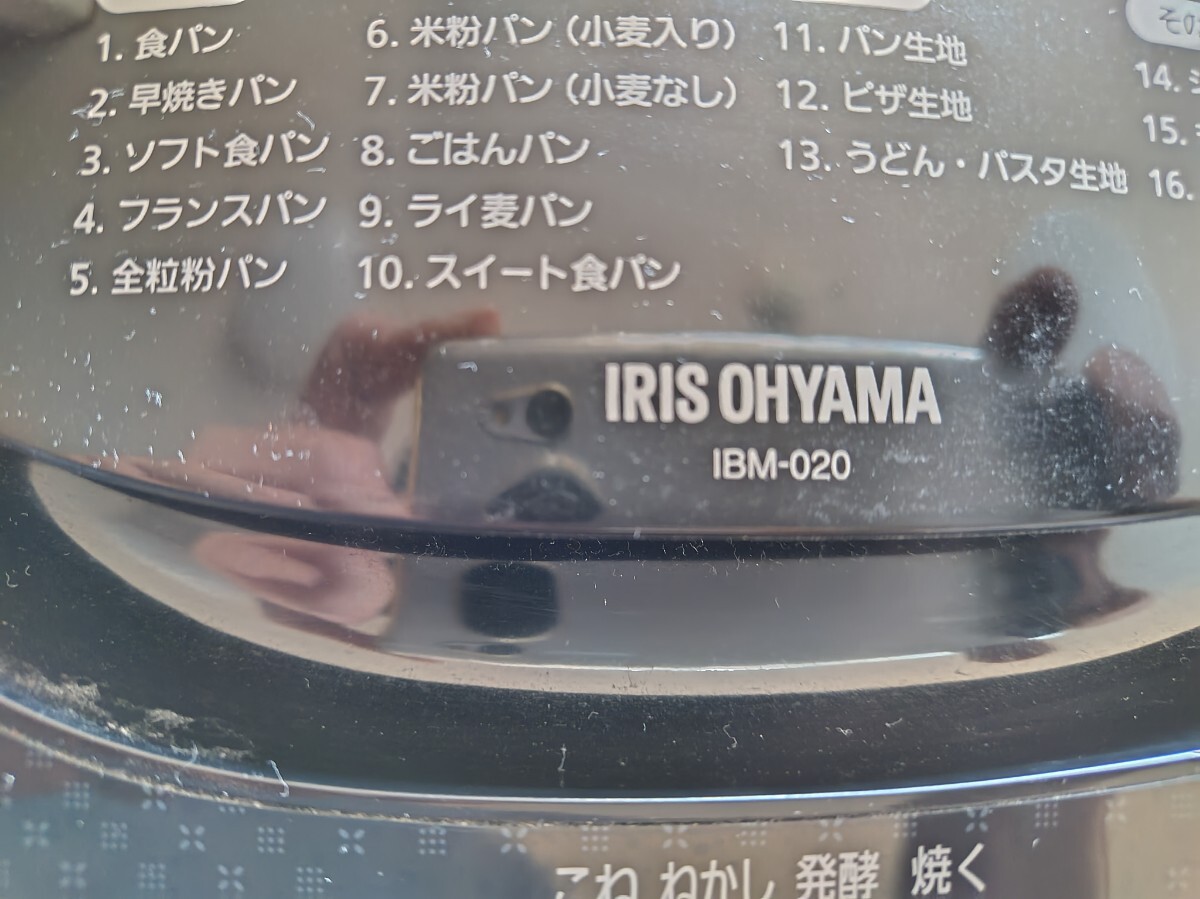 1. 食パン
2. 早焼きパン
3. ソフト食パン
4. フランスパン
5. 全粒粉パン
6. 米粉パン（小麦入り）
7. 米粉パン（小麦なし）
8. ごはんパン
9. ライ麦パン
10. スイート食パン
11. パン生地
12. ピザ生地
13. うどん・パスタ生地
その
14.
15.
16.
IRIS OHYAMA
IBM-020
こね ねかし 発酵 焼く